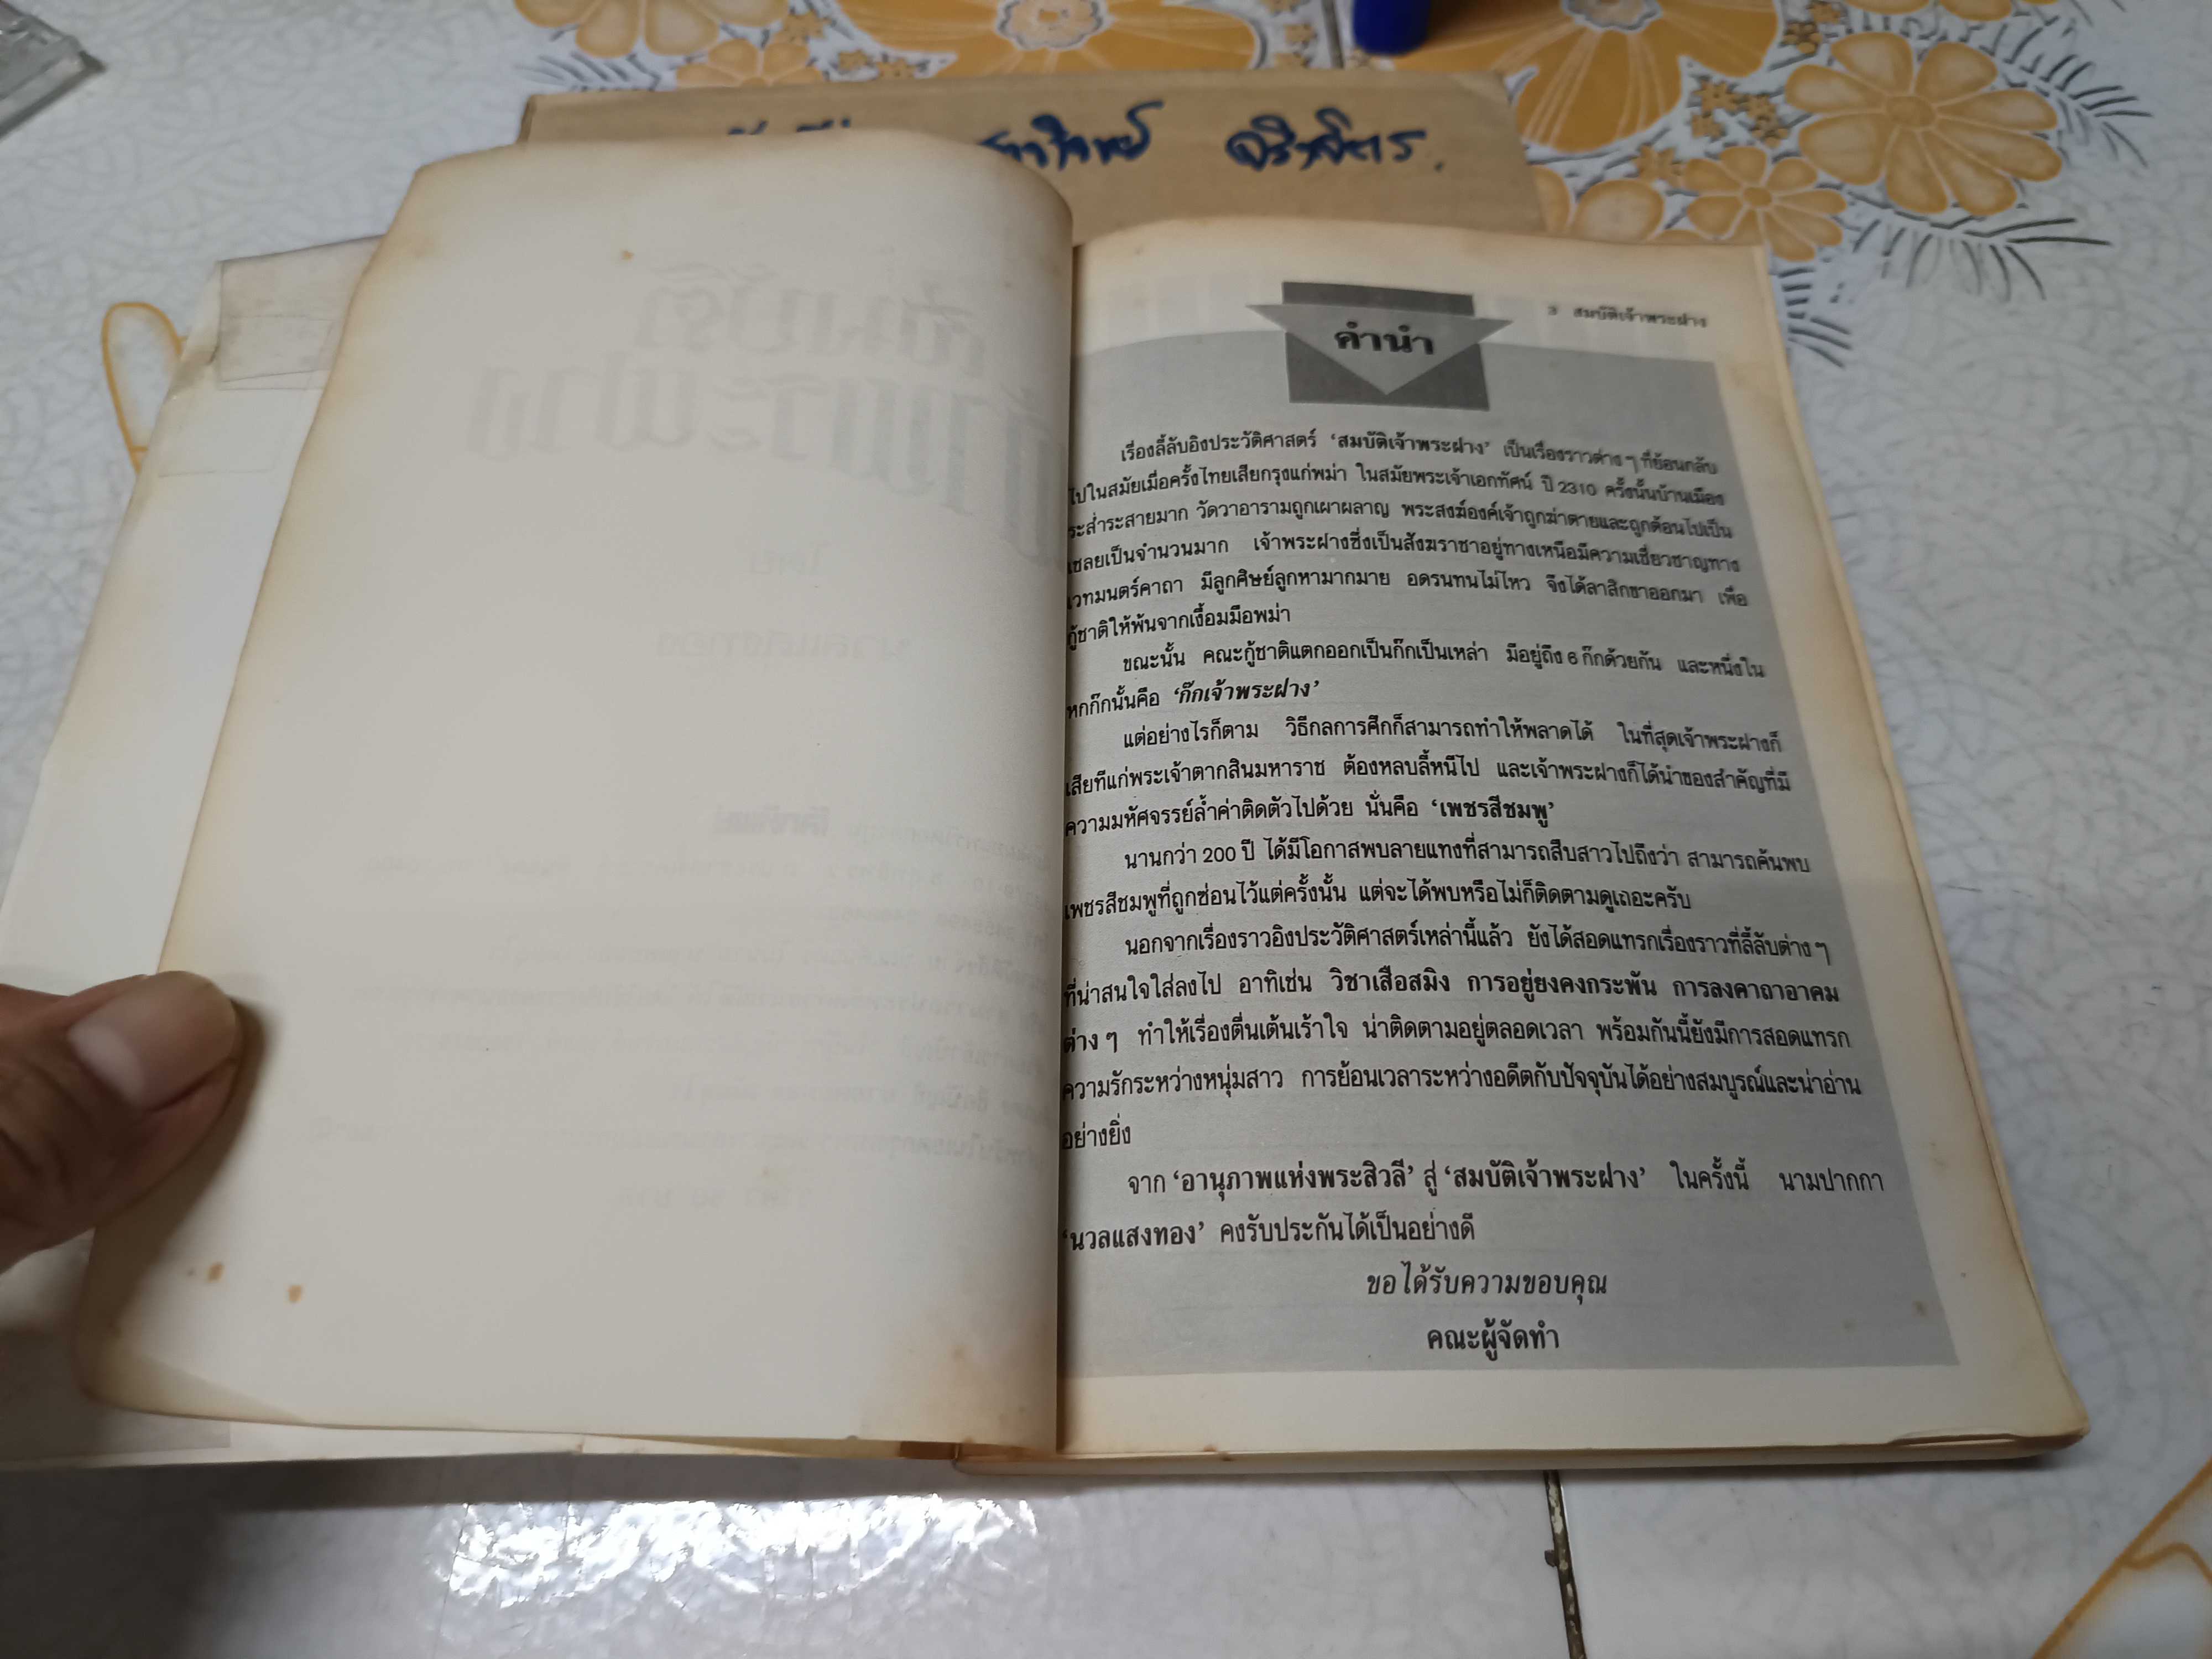 จริงจิตร.
3 สมบัติเจ้าพระฝาง
คำนำ
เรื่องลี้ลับอิงประวัติศาสตร์ ‘สมบัติเจ้าพระฝาง’ เป็นเรื่องราวต่าง ๆ ที่ย้อนกลับ
ไปในสมัยเมื่อครั้งไทยเสียกรุงแก่พม่า ในสมัยพระเจ้าเอกทัศน์ ปี 2310 ครั้งนั้นบ้านเมือง
ระส่ำระสายมาก วัดวาอารามถูกเผาผลาญ พระสงฆ์องค์เจ้าถูกฆ่าตายและถูกต้อนไปเป็น
เชลยเป็นจำนวนมาก เจ้าพระฝางซึ่งเป็นสังฆราชาอยู่ทางเหนือมีความเชี่ยวชาญทาง
เวทมนตร์คาถา มีลูกศิษย์ลูกหามากมาย อดรนทนไม่ไหว จึงได้ลาสิกขาออกมา เพื่อ
กู้ชาติให้พ้นจากเงื้อมมือพม่า
ขณะนั้น คณะกู้ชาติแตกออกเป็นก๊กเป็นเหล่า มีอยู่ถึง 6 ก๊กด้วยกัน และหนึ่งใน
หกก๊กนั้นคือ ‘ก๊กเจ้าพระฝาง’
แต่อย่างไรก็ตาม วิธีกลการศึกก็สามารถทำให้พลาดได้ ในที่สุดเจ้าพระฝางก็
เสียทีแก่พระเจ้าตากสินมหาราช ต้องหลบลี้หนีไป และเจ้าพระฝางก็ได้นำของสำคัญที่มี
ความมหัศจรรย์ล้ำค่าติดตัวไปด้วย นั่นคือ ‘เพชรสีชมพู’
นานกว่า 200 ปี ได้มีโอกาสพบลายแทงที่สามารถสืบสาวไปถึงว่า สามารถค้นพบ
เพชรสีชมพูที่ถูกซ่อนไว้แต่ครั้งนั้น แต่จะได้พบหรือไม่ก็ติดตามดูเถอะครับ
นอกจากเรื่องราวอิงประวัติศาสตร์เหล่านี้แล้ว ยังได้สอดแทรกเรื่องราวที่ลี้ลับต่าง ๆ
ที่น่าสนใจใส่ลงไป อาทิเช่น วิชาเสือสมิง การอยู่ยงคงกระพัน การลงคาถาอาคม
ต่าง ๆ ทำให้เรื่องตื่นเต้นเร้าใจ น่าติดตามอยู่ตลอดเวลา พร้อมกันนี้ยังมีการสอดแทรก
ความรักระหว่างหนุ่มสาว การย้อนเวลาระหว่างอดีตกับปัจจุบันได้อย่างสมบูรณ์และน่าอ่าน
อย่างยิ่ง
จาก ‘อานุภาพแห่งพระสิวลี’ สู่ ‘สมบัติเจ้าพระฝาง’ ในครั้งนี้ นามปากกา
‘นวลแสงทอง’ คงรับประกันได้เป็นอย่างดี
ขอได้รับความขอบคุณ
คณะผู้จัดทำ